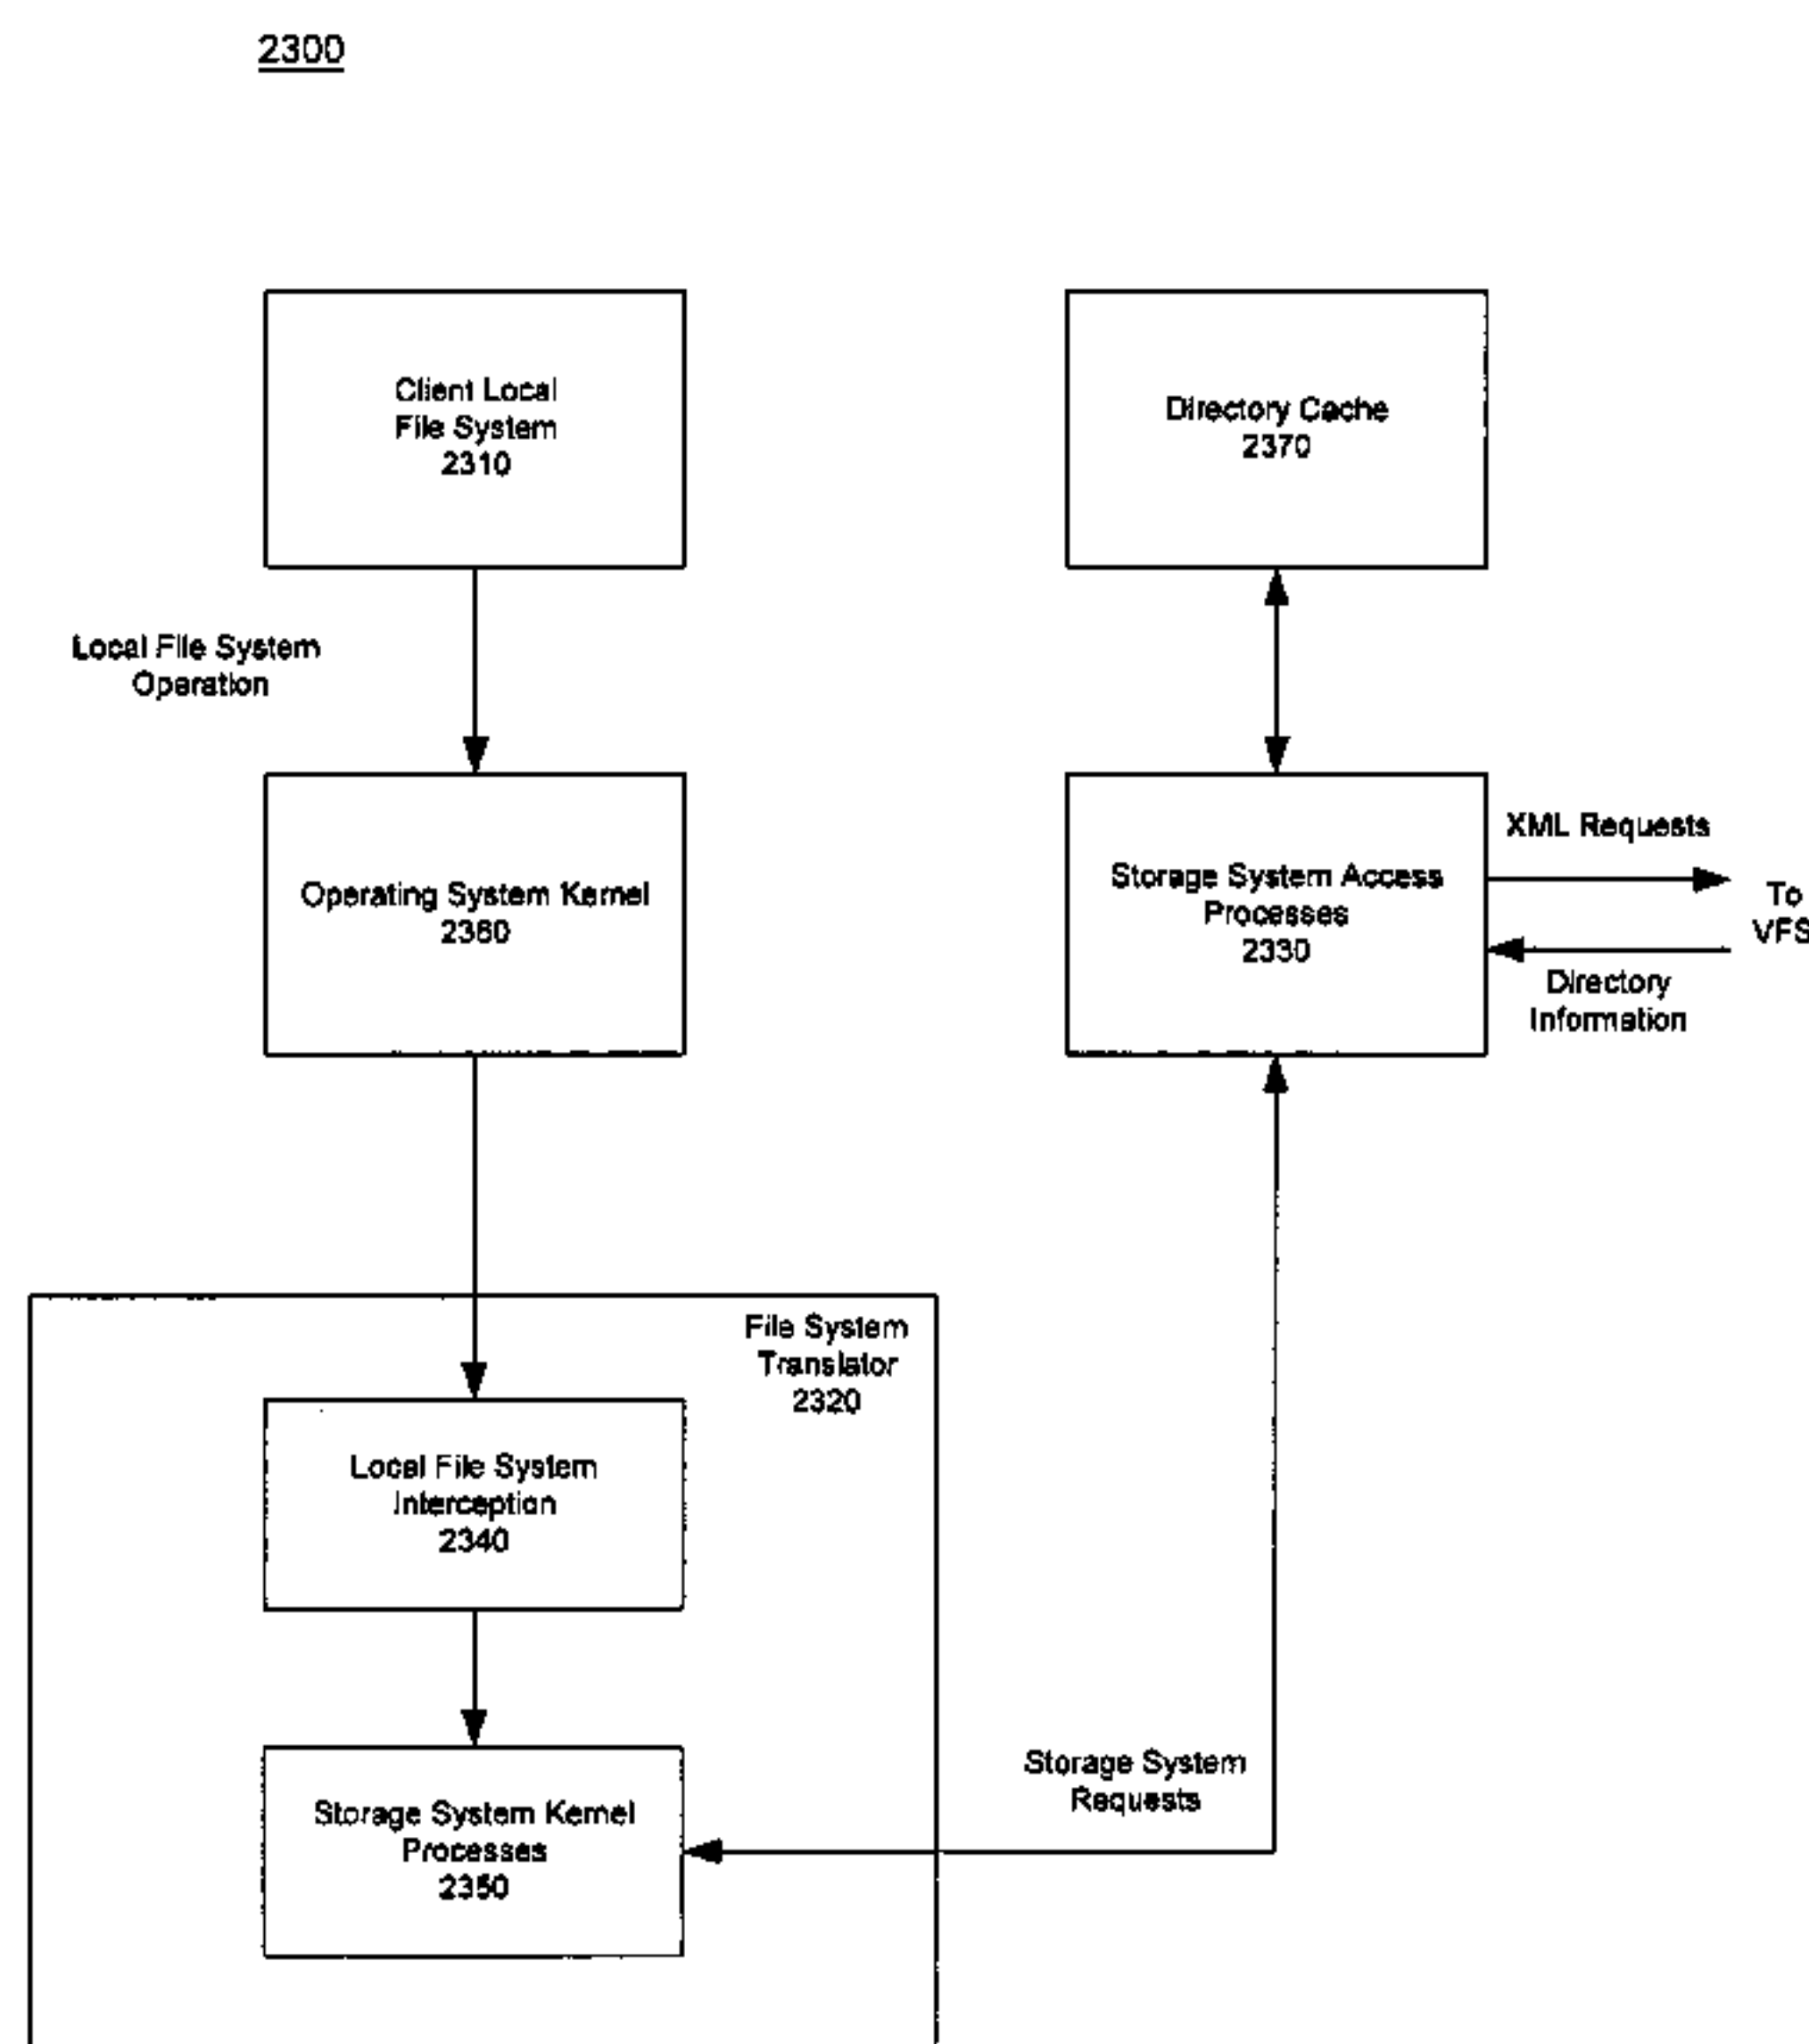 2300
Client Local
File System
2310
Directory Cache
2370
Local File System
Operation
Operating System Kernel
2360
Storage System Access
Processes
2330
XML Requests
To
VFS
Directory
Information
File System
Translator
2320
Local File System
Interception
2340
Storage System Kernel
Processes
2350
Storage System
Requests